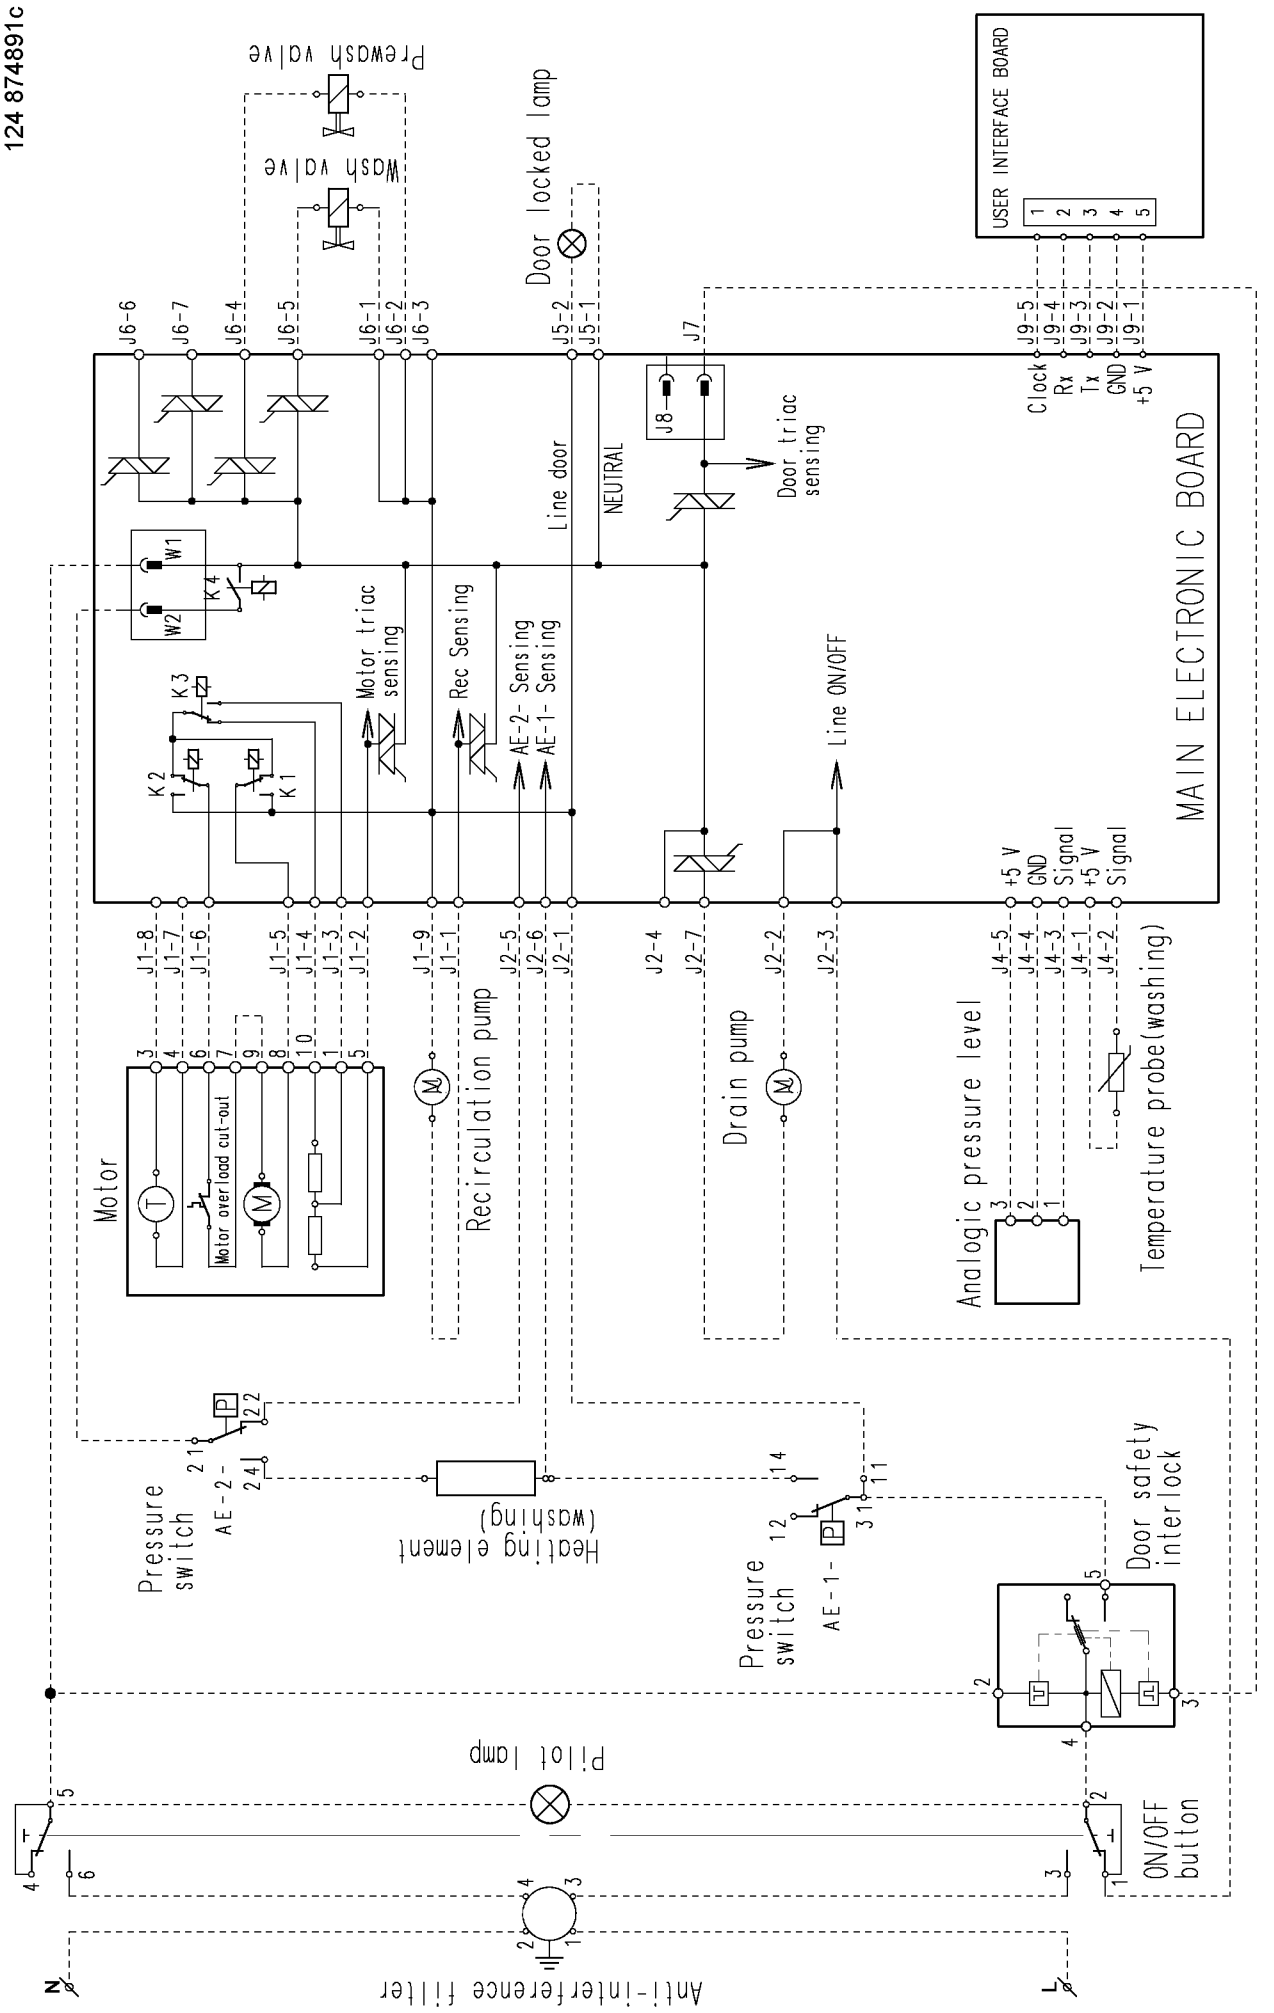 124 874891c
Prewash valve
Wash valve
Door locked lamp
USER INTERFACE BOARD
1
2
3
4
5
J6-6
J6-7
J6-4
J6-5
J6-1
J6-2
J6-3
J5-2
J5-1
J7
J9-5
J9-4
J9-3
J9-2
J9-1
Clock
Rx
Tx
GND
+5 V
J8
Line door
NEUTRAL
Door triac
sensing
W1
W2
K4
K3
K2
K1
Motor triac
sensing
Rec Sensing
AE-2- Sensing
AE-1- Sensing
Line ON/OFF
MAIN ELECTRONIC BOARD
+5 V
GND
Signal
+5 V
Signal
J1-8
J1-7
J1-6
J1-5
J1-4
J1-3
J1-2
J1-9
J1-1
J2-5
J2-6
J2-1
J2-4
J2-7
J2-2
J2-3
J4-5
J4-4
J4-3
J4-1
J4-2
Motor
3
4
6
7
9
8
10
1
5
T
Motor overload cut-out
M
M
Recirculation pump
M
Drain pump
Analogic pressure level
3
2
1
Temperature probe(washing)
Pressure
switch
AE-2-
21
22
24
P
Heating element
(washing)
Pressure
switch
AE-1-
12
14
11
31
P
Door safety
interlock
2
5
3
4
Pilot lamp
4
5
6
ON/OFF
button
2
3
1
4
3
2
1
N
L
Anti-interference filter